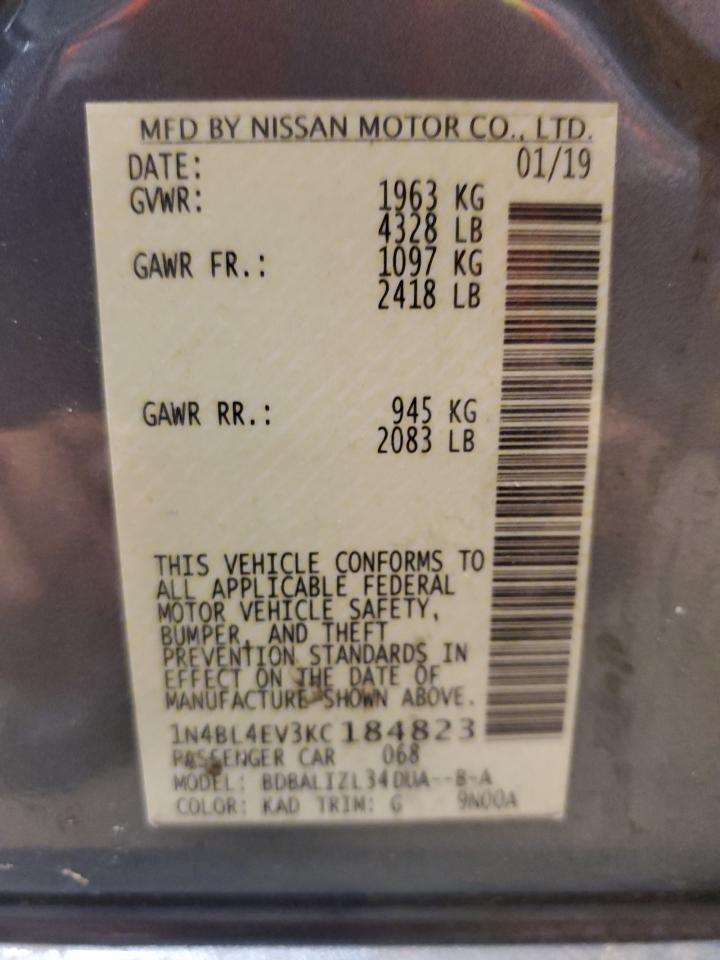 MFD BY NISSAN MOTOR CO., LTD.
DATE: 01/19
GVWR: 1963 KG
4328 LB
GAWR FR.: 1097 KG
2418 LB
GAWR RR.: 945 KG
2083 LB
THIS VEHICLE CONFORMS TO
ALL APPLICABLE FEDERAL
MOTOR VEHICLE SAFETY,
BUMPER, AND THEFT
PREVENTION STANDARDS IN
EFFECT ON THE DATE OF
MANUFACTURE SHOWN ABOVE.
1N4BL4EV3KC184823
PASSENGER CAR 068
MODEL: BDBALIZL34DUA--B-A
COLOR: KAD TRIM: G 9N00A